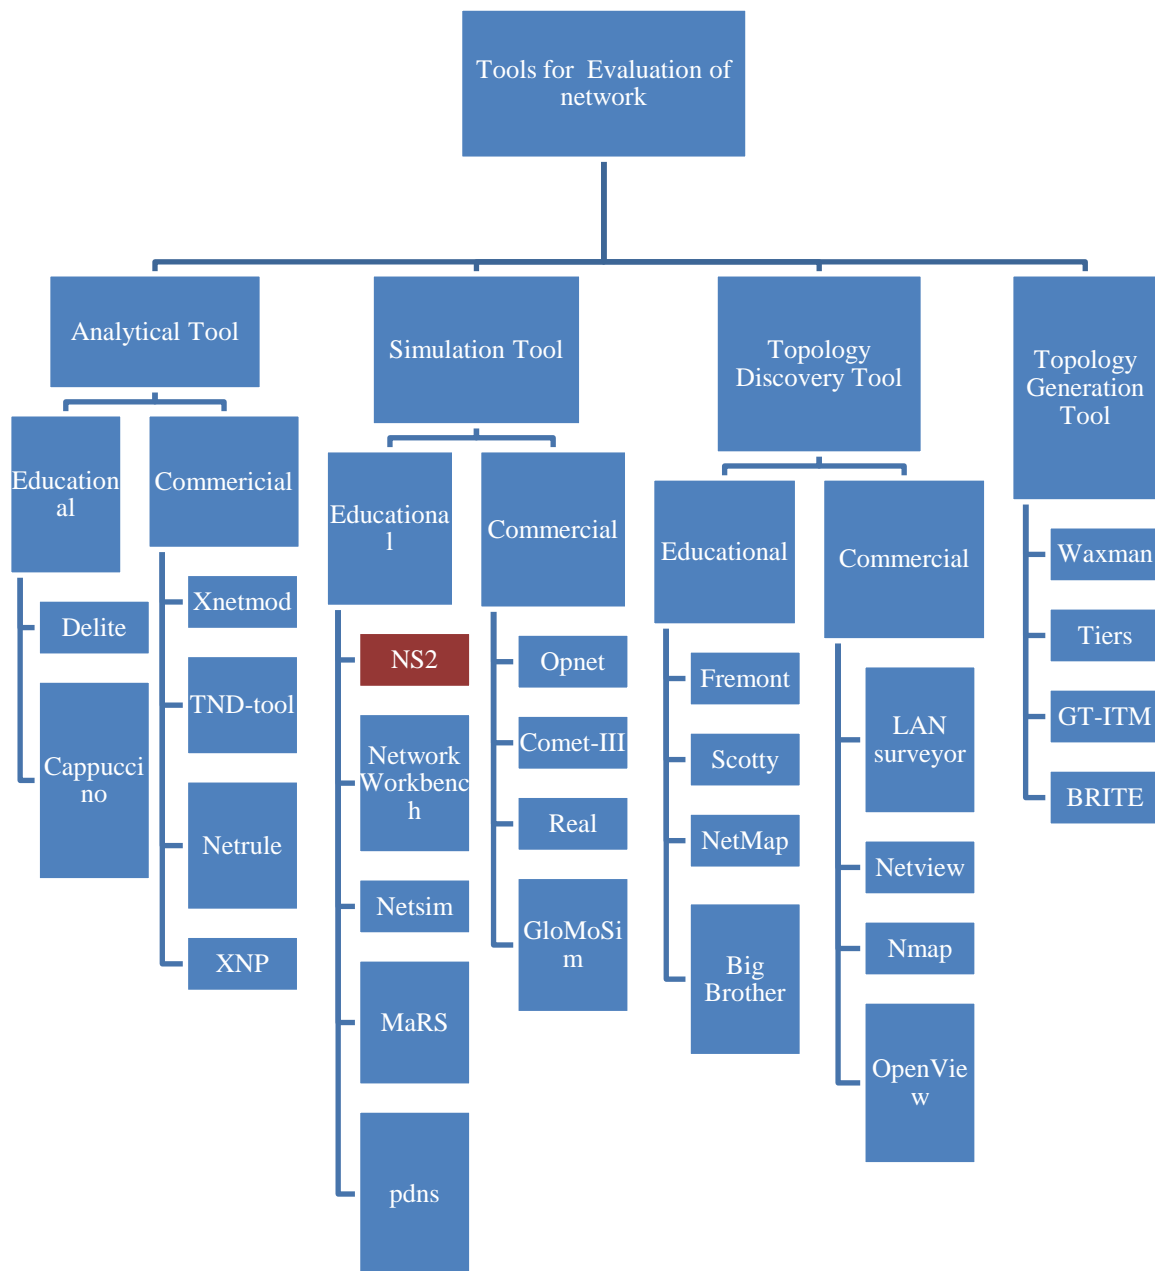 Tools for Evaluation of
network
Analytical Tool
Education
al
Delite
Cappucci
no
Commericial
Xnetmod
TND-tool
Netrule
XNP
Simulation Tool
Educationa
l
NS2
Network
Workbenc
h
Netsim
MaRS
pdns
Commercial
Opnet
Comet-III
Real
GloMoSi
m
Topology
Discovery Tool
Educational
Fremont
Scotty
NetMap
Big
Brother
Commercial
LAN
surveyor
Netview
Nmap
OpenVie
w
Topology
Generation
Tool
Waxman
Tiers
GT-ITM
BRITE